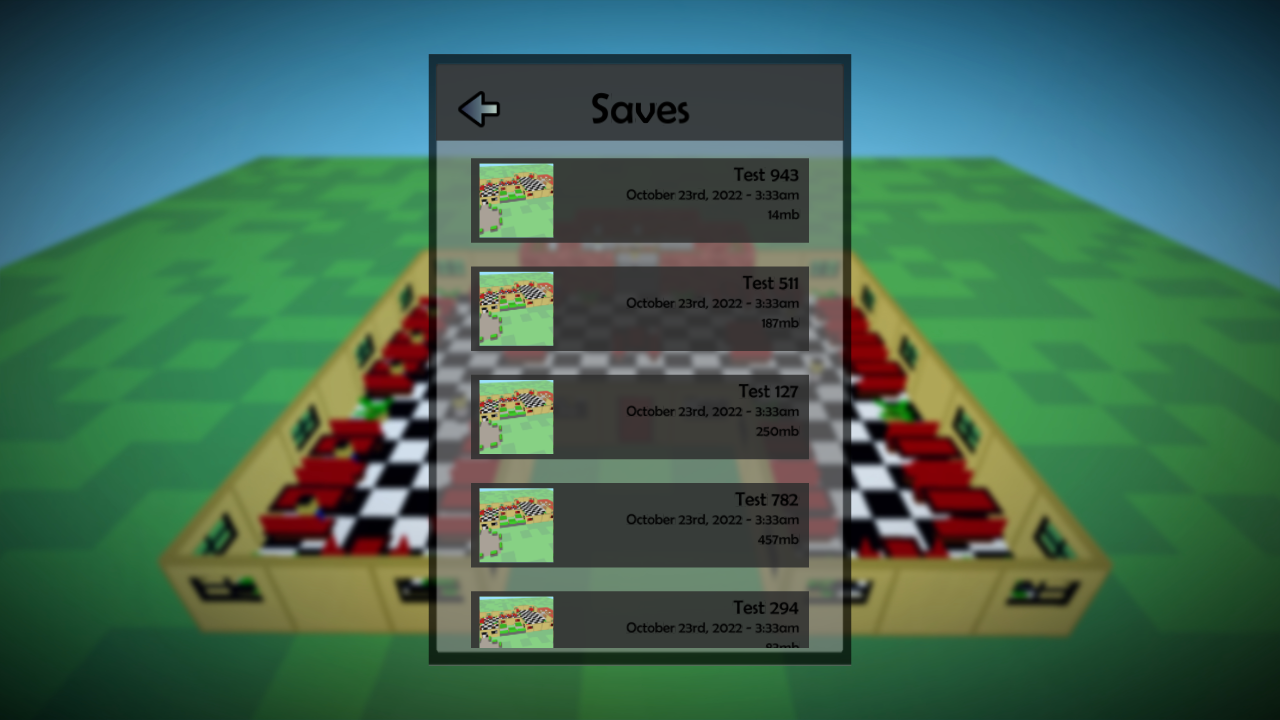 Saves
Test 943
October 23rd, 2022 - 3:33am
14mb
Test 511
October 23rd, 2022 - 3:33am
187mb
Test 127
October 23rd, 2022 - 3:33am
250mb
Test 782
October 23rd, 2022 - 3:33am
457mb
Test 294
October 23rd, 2022 - 3:33am